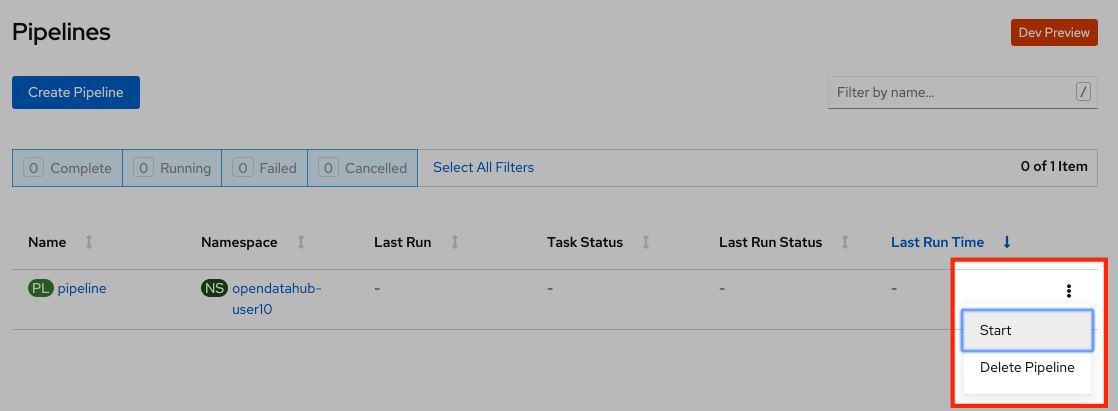 Pipelines
Dev Preview
Create Pipeline
Filter by name...
/
0 Complete 0 Running 0 Failed 0 Cancelled Select All Filters 0 of 1 Item
Name Namespace Last Run Task Status Last Run Status Last Run Time
PL pipeline NS opendatahub- - - - -
user10
Start
Delete Pipeline